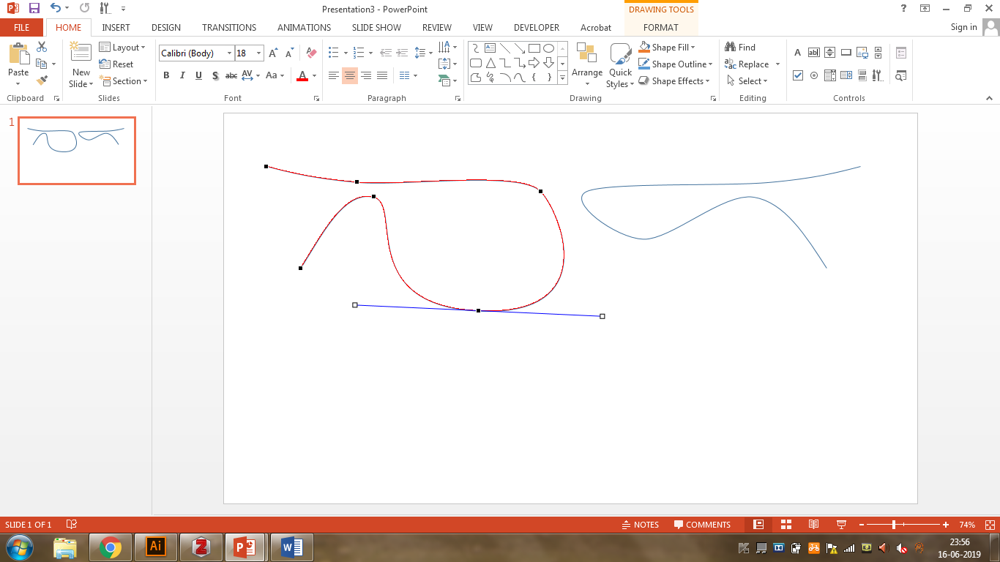 Presentation3 - PowerPoint
DRAWING TOOLS
?
FILE HOME INSERT DESIGN TRANSITIONS ANIMATIONS SLIDE SHOW REVIEW VIEW DEVELOPER Acrobat FORMAT Sign in
Paste
New
Slide
Layout
Reset
Section
Calibri (Body) 18
B I U S abc AV Aa A
Arrange
Quick
Styles
Shape Fill
Shape Outline
Shape Effects
Find
Replace
Select
Clipboard Slides Font Paragraph Drawing Editing Controls
1
SLIDE 1 OF 1
NOTES COMMENTS 74%
Ai
23:56
16-06-2019